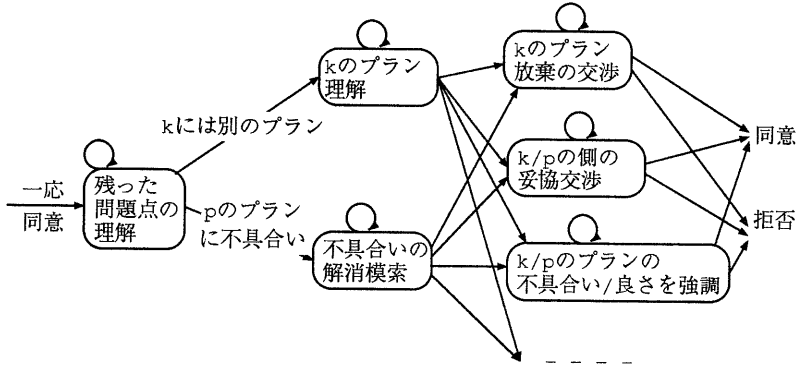 kのプラン
放棄の交渉
kのプラン
理解
kには別のプラン
同意
k/pの側の
妥協交渉
一応
同意
残った
問題点の
理解
pのプラン
に不具合い
拒否
不具合いの
解消模索
k/pのプランの
不具合い/良さを強調